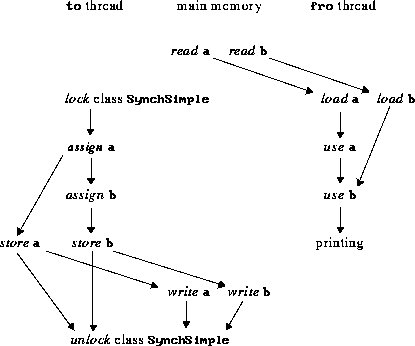 to thread main memory fro thread
read a read b
lock class SynchSimple load a load b
assign a use a
assign b use b
store a store b printing
write a write b
unlock class SynchSimple